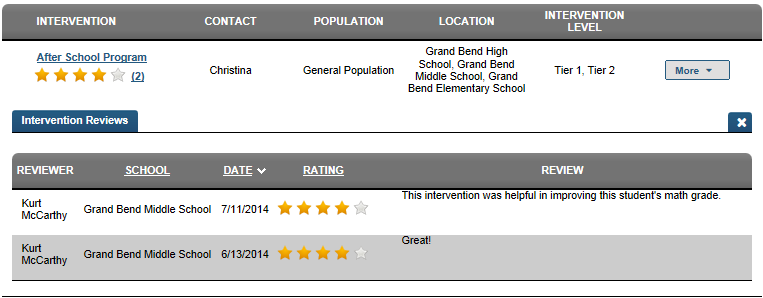 INTERVENTION CONTACT POPULATION LOCATION INTERVENTION LEVEL
After School Program
(2)
Christina
General Population
Grand Bend High
School, Grand Bend
Middle School, Grand
Bend Elementary School
Tier 1, Tier 2
More
Intervention Reviews
REVIEWER SCHOOL DATE RATING REVIEW
Kurt
McCarthy
Grand Bend Middle School
7/11/2014
This intervention was helpful in improving this student's math grade.
Kurt
McCarthy
Grand Bend Middle School
6/13/2014
Great!